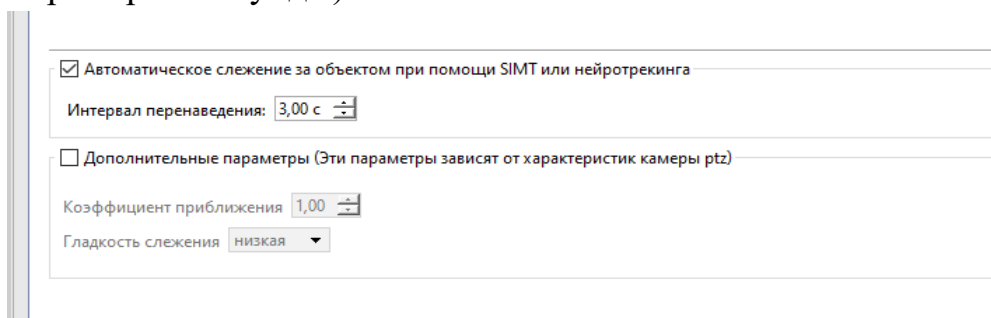 Автоматическое слежение за объектом при помощи SIMT или нейротрекинга
Интервал перенаведения: 3,00 с
Дополнительные параметры (Эти параметры зависят от характеристик камеры ptz)
Коэффициент приближения 1,00
Гладкость слежения низкая